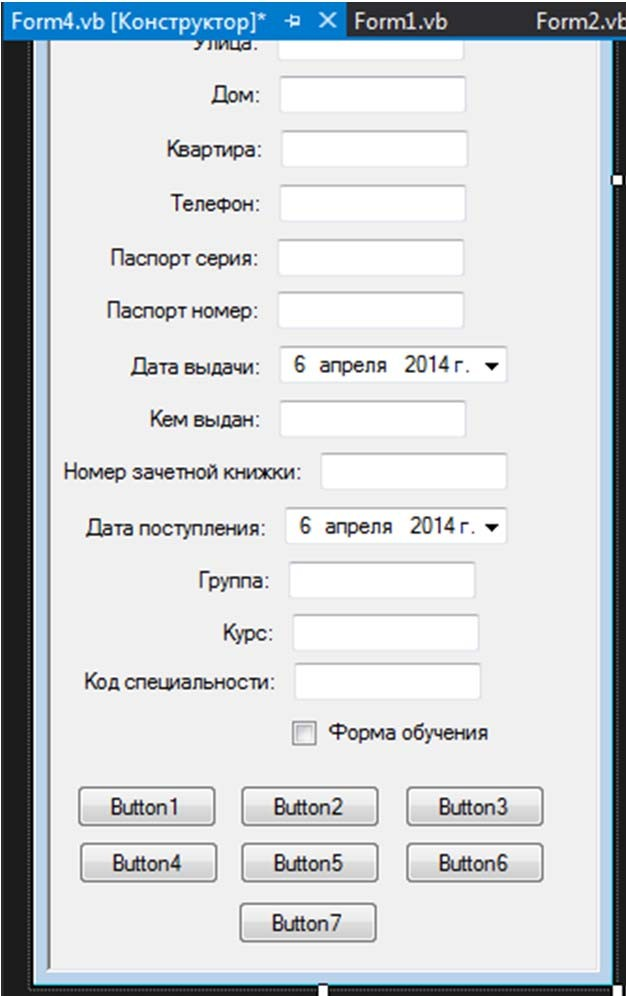 Form4.vb [Конструктор]* Form1.vb Form2.vb
Улица:
Дом:
Квартира:
Телефон:
Паспорт серия:
Паспорт номер:
Дата выдачи: 6 апреля 2014 г.
Кем выдан:
Номер зачетной книжки:
Дата поступления: 6 апреля 2014 г.
Группа:
Курс:
Код специальности:
Форма обучения
Button1 Button2 Button3
Button4 Button5 Button6
Button7